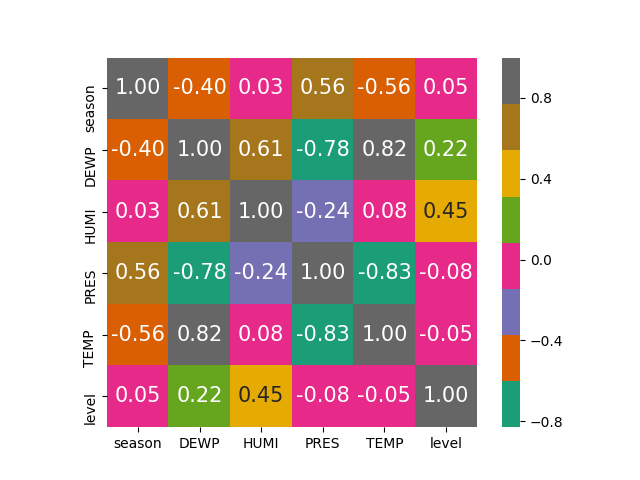 season 1.00 -0.40 0.03 0.56 -0.56 0.05
DEWP -0.40 1.00 0.61 -0.78 0.82 0.22
HUMI 0.03 0.61 1.00 -0.24 0.08 0.45
PRES 0.56 -0.78 -0.24 1.00 -0.83 -0.08
TEMP -0.56 0.82 0.08 -0.83 1.00 -0.05
level 0.05 0.22 0.45 -0.08 -0.05 1.00
season DEWP HUMI PRES TEMP level
0.8
0.4
0.0
−0.4
−0.8